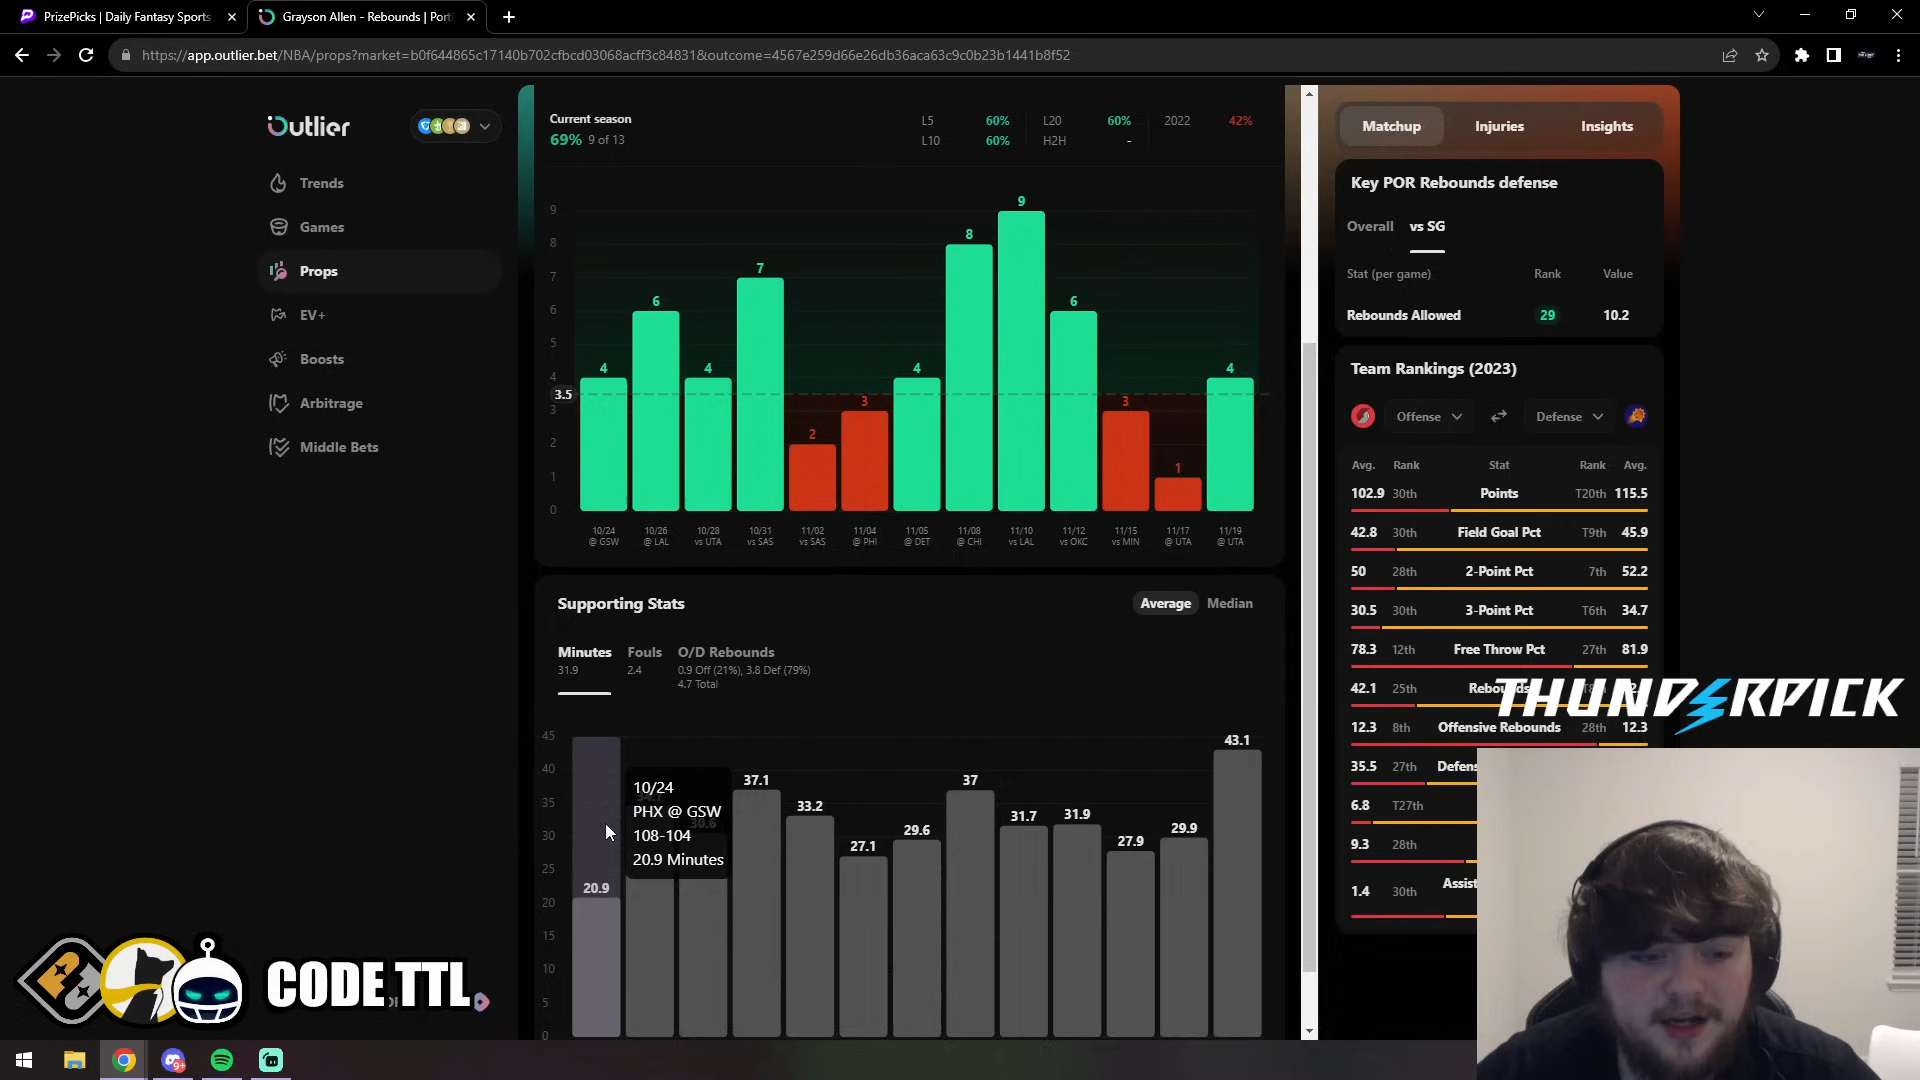 PrizePicks | Daily Fantasy Sports
Grayson Allen - Rebounds | Port
https://app.outlier.bet/NBA/props?market=b0f644865c17140b702cfbcd03068acff3c84831&outcome=4567e259d66e26db36aca63c9c0b23b1441b8f52
Outlier
Trends
Games
Props
EV+
Boosts
Arbitrage
Middle Bets
Current season
69% 9 of 13
L5 60% L20 60% 2022 42%
L10 60% H2H -
9
8
7
6
5
4
3.5
3
2
1
0
4 6 4 7 2 3 4 8 9 6 3 1 4
10/24 10/26 10/28 10/31 11/02 11/04 11/05 11/08 11/10 11/12 11/15 11/17 11/19
@ GSW @ LAL vs UTA vs SAS vs SAS @ PHI @ DET @ CHI vs LAL vs OKC vs MIN @ UTA @ UTA
Supporting Stats
Average Median
Minutes Fouls O/D Rebounds
31.9 2.4 0.9 Off (21%), 3.8 Def (79%)
4.7 Total
45
40
35
30
25
20
15
10
5
0
20.9 30.6 37.1 33.2 27.1 29.6 37 31.7 31.9 27.9 29.9 43.1
10/24
PHX @ GSW
108-104
20.9 Minutes
Matchup Injuries Insights
Key POR Rebounds defense
Overall vs SG
Stat (per game) Rank Value
Rebounds Allowed 29 10.2
Team Rankings (2023)
Offense Defense
Avg. Rank Stat Rank Avg.
102.9 30th Points T20th 115.5
42.8 30th Field Goal Pct T9th 45.9
50 28th 2-Point Pct 7th 52.2
30.5 30th 3-Point Pct T6th 34.7
78.3 12th Free Throw Pct 27th 81.9
42.1 25th Rebounds
12.3 8th Offensive Rebounds 28th 12.3
35.5 27th Defens
6.8 T27th
9.3 28th
1.4 30th Assist
THUNDERPICK
CODE TTL
9+